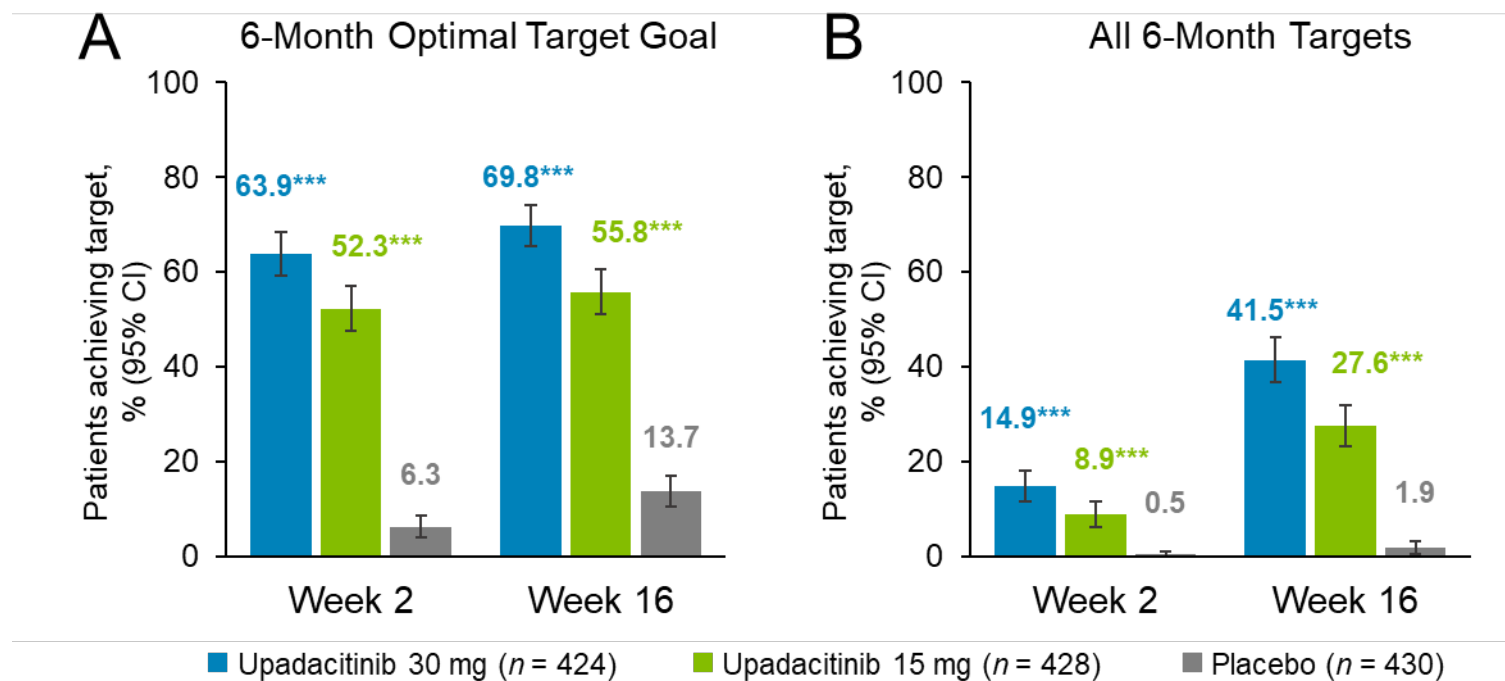 A
6-Month Optimal Target Goal
Patients achieving target,
% (95% CI)
100
80
60
40
20
0
63.9***
52.3***
6.3
69.8***
55.8***
13.7
Week 2
Week 16
B
All 6-Month Targets
Patients achieving target,
% (95% CI)
100
80
60
40
20
0
14.9***
8.9***
0.5
41.5***
27.6***
1.9
Week 2
Week 16
Upadacitinib 30 mg (n = 424)
Upadacitinib 15 mg (n = 428)
Placebo (n = 430)